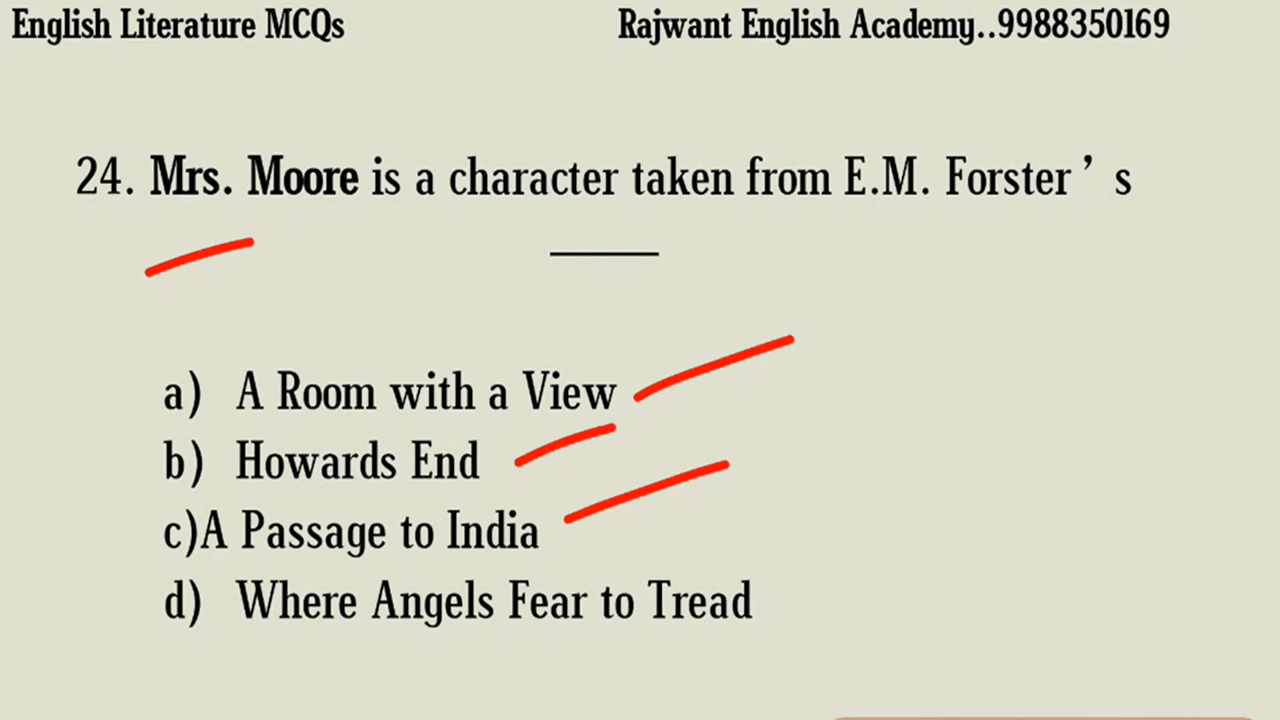 English Literature MCQs Rajwant English Academy..9988350169
24. Mrs. Moore is a character taken from E.M. Forster’ s
______
a) A Room with a View
b) Howards End
c)A Passage to India
d) Where Angels Fear to Tread